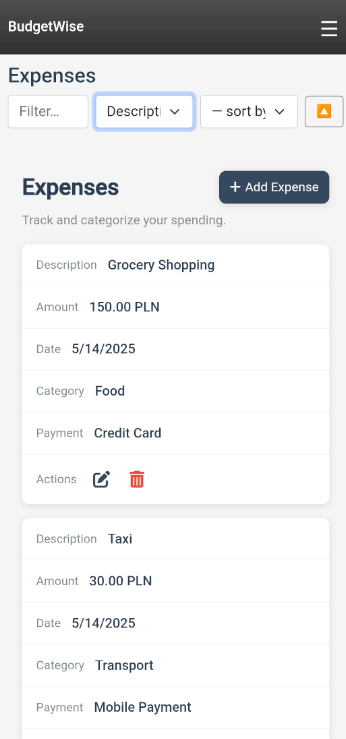 BudgetWise
Expenses
Filter...
Descripti
— sort by
Expenses
+ Add Expense
Track and categorize your spending.
Description Grocery Shopping
Amount 150.00 PLN
Date 5/14/2025
Category Food
Payment Credit Card
Actions
Description Taxi
Amount 30.00 PLN
Date 5/14/2025
Category Transport
Payment Mobile Payment